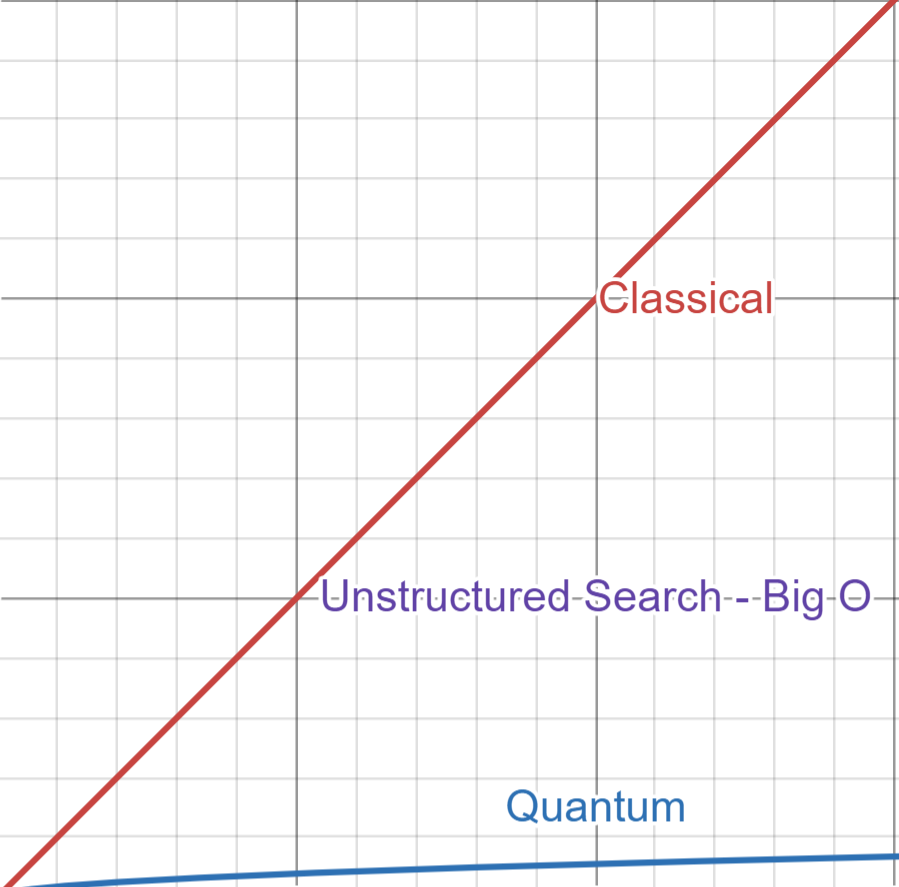 Classical
Unstructured Search - Big O
Quantum